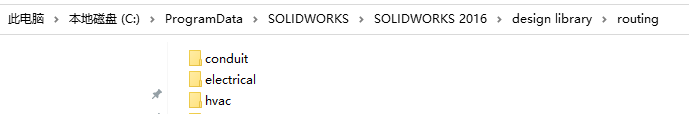 此电脑 > 本地磁盘 (C:) > ProgramData > SOLIDWORKS > SOLIDWORKS 2016 > design library > routing
conduit
electrical
hvac